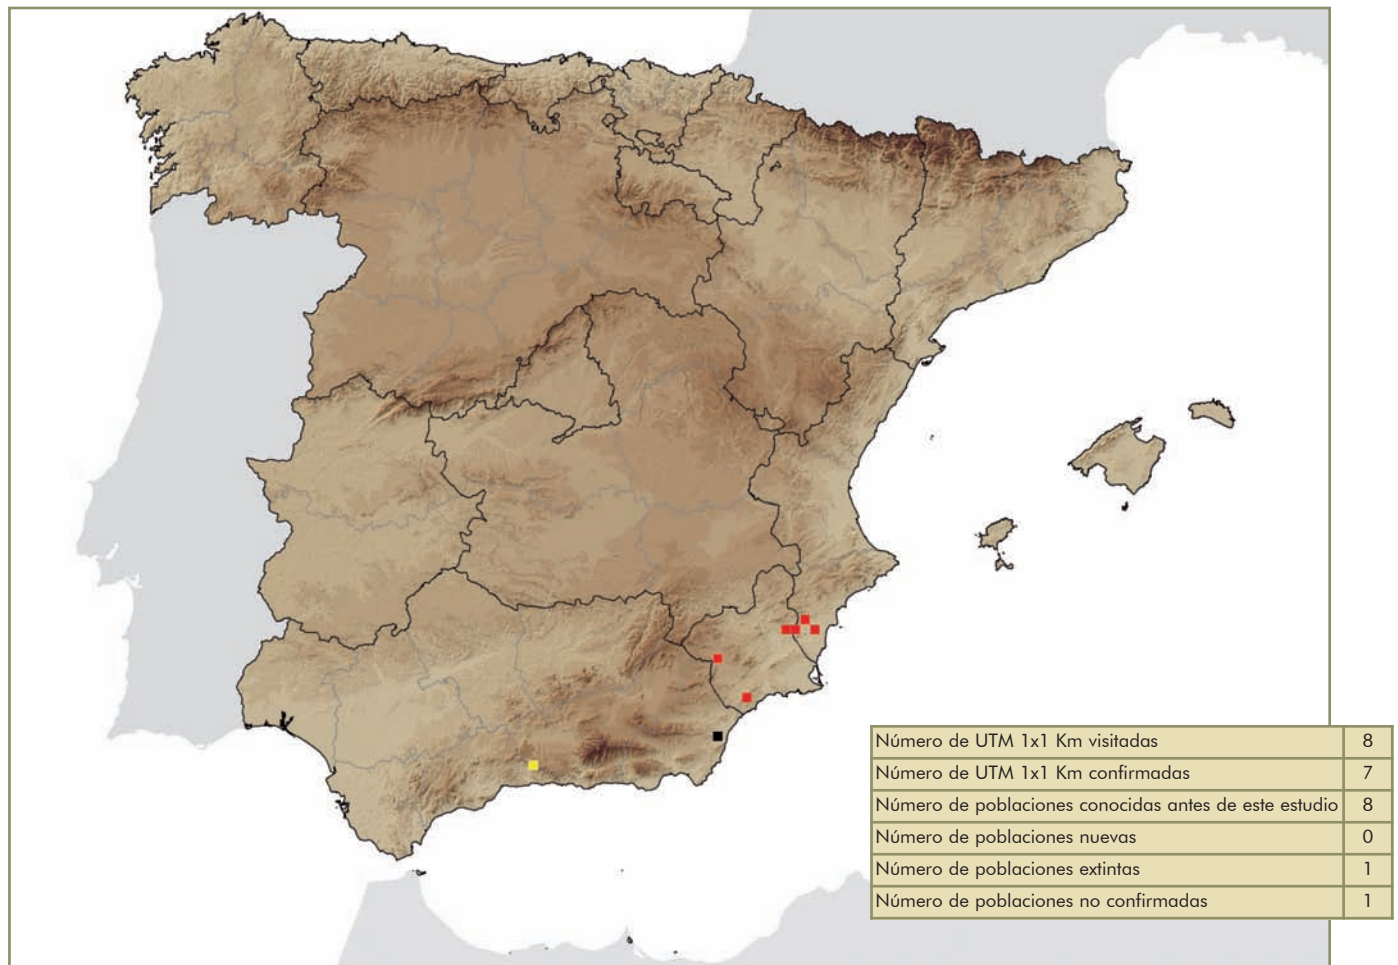 Número de UTM 1x1 Km visitadas 8
Número de UTM 1x1 Km confirmadas 7
Número de poblaciones conocidas antes de este estudio 8
Número de poblaciones nuevas 0
Número de poblaciones extintas 1
Número de poblaciones no confirmadas 1